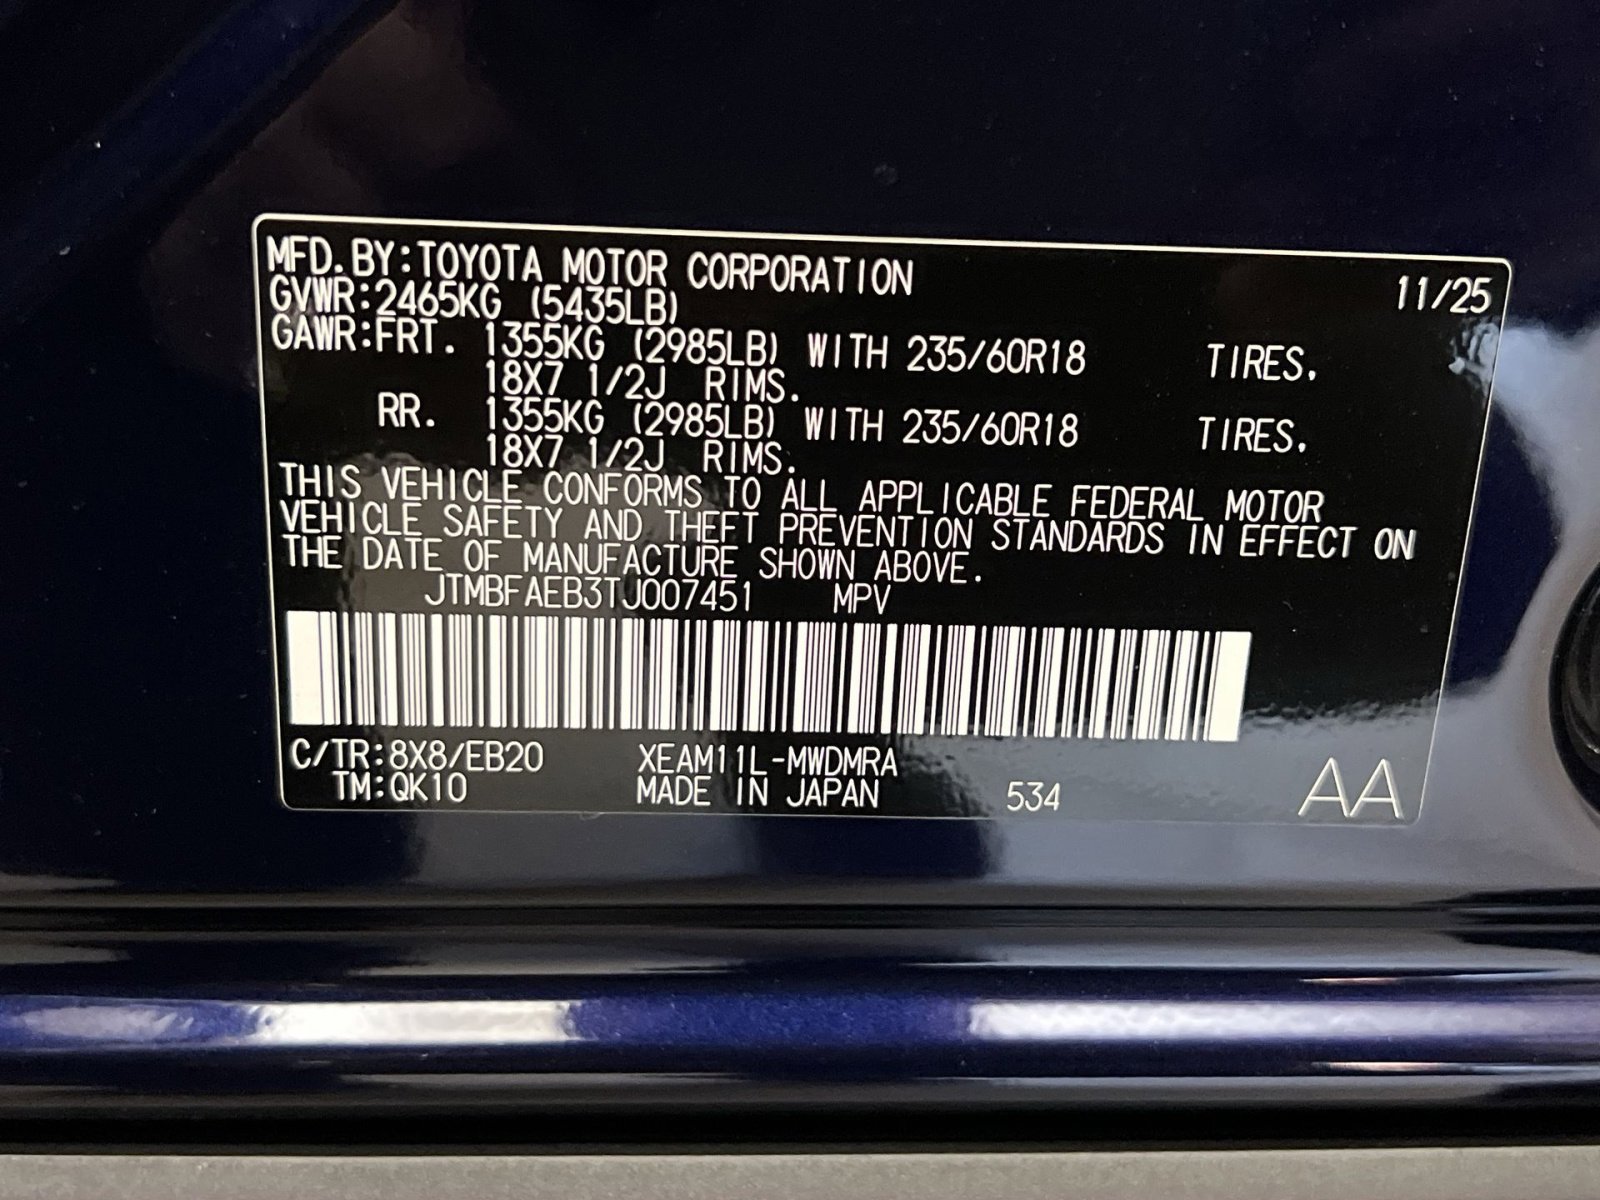 MFD.BY:TOYOTA MOTOR CORPORATION 11/25
GVWR:2465KG (5435LB)
GAWR:FRT. 1355KG (2985LB) WITH 235/60R18 TIRES.
18X7 1/2J RIMS.
RR. 1355KG (2985LB) WITH 235/60R18 TIRES.
18X7 1/2J RIMS.
THIS VEHICLE CONFORMS TO ALL APPLICABLE FEDERAL MOTOR
VEHICLE SAFETY AND THEFT PREVENTION STANDARDS IN EFFECT ON
THE DATE OF MANUFACTURE SHOWN ABOVE.
JTMBFAEB3TJ007451 MPV
C/TR:8X8/EB20 XEAM11L-MWDMRA
TM:QK10 MADE IN JAPAN 534 AA